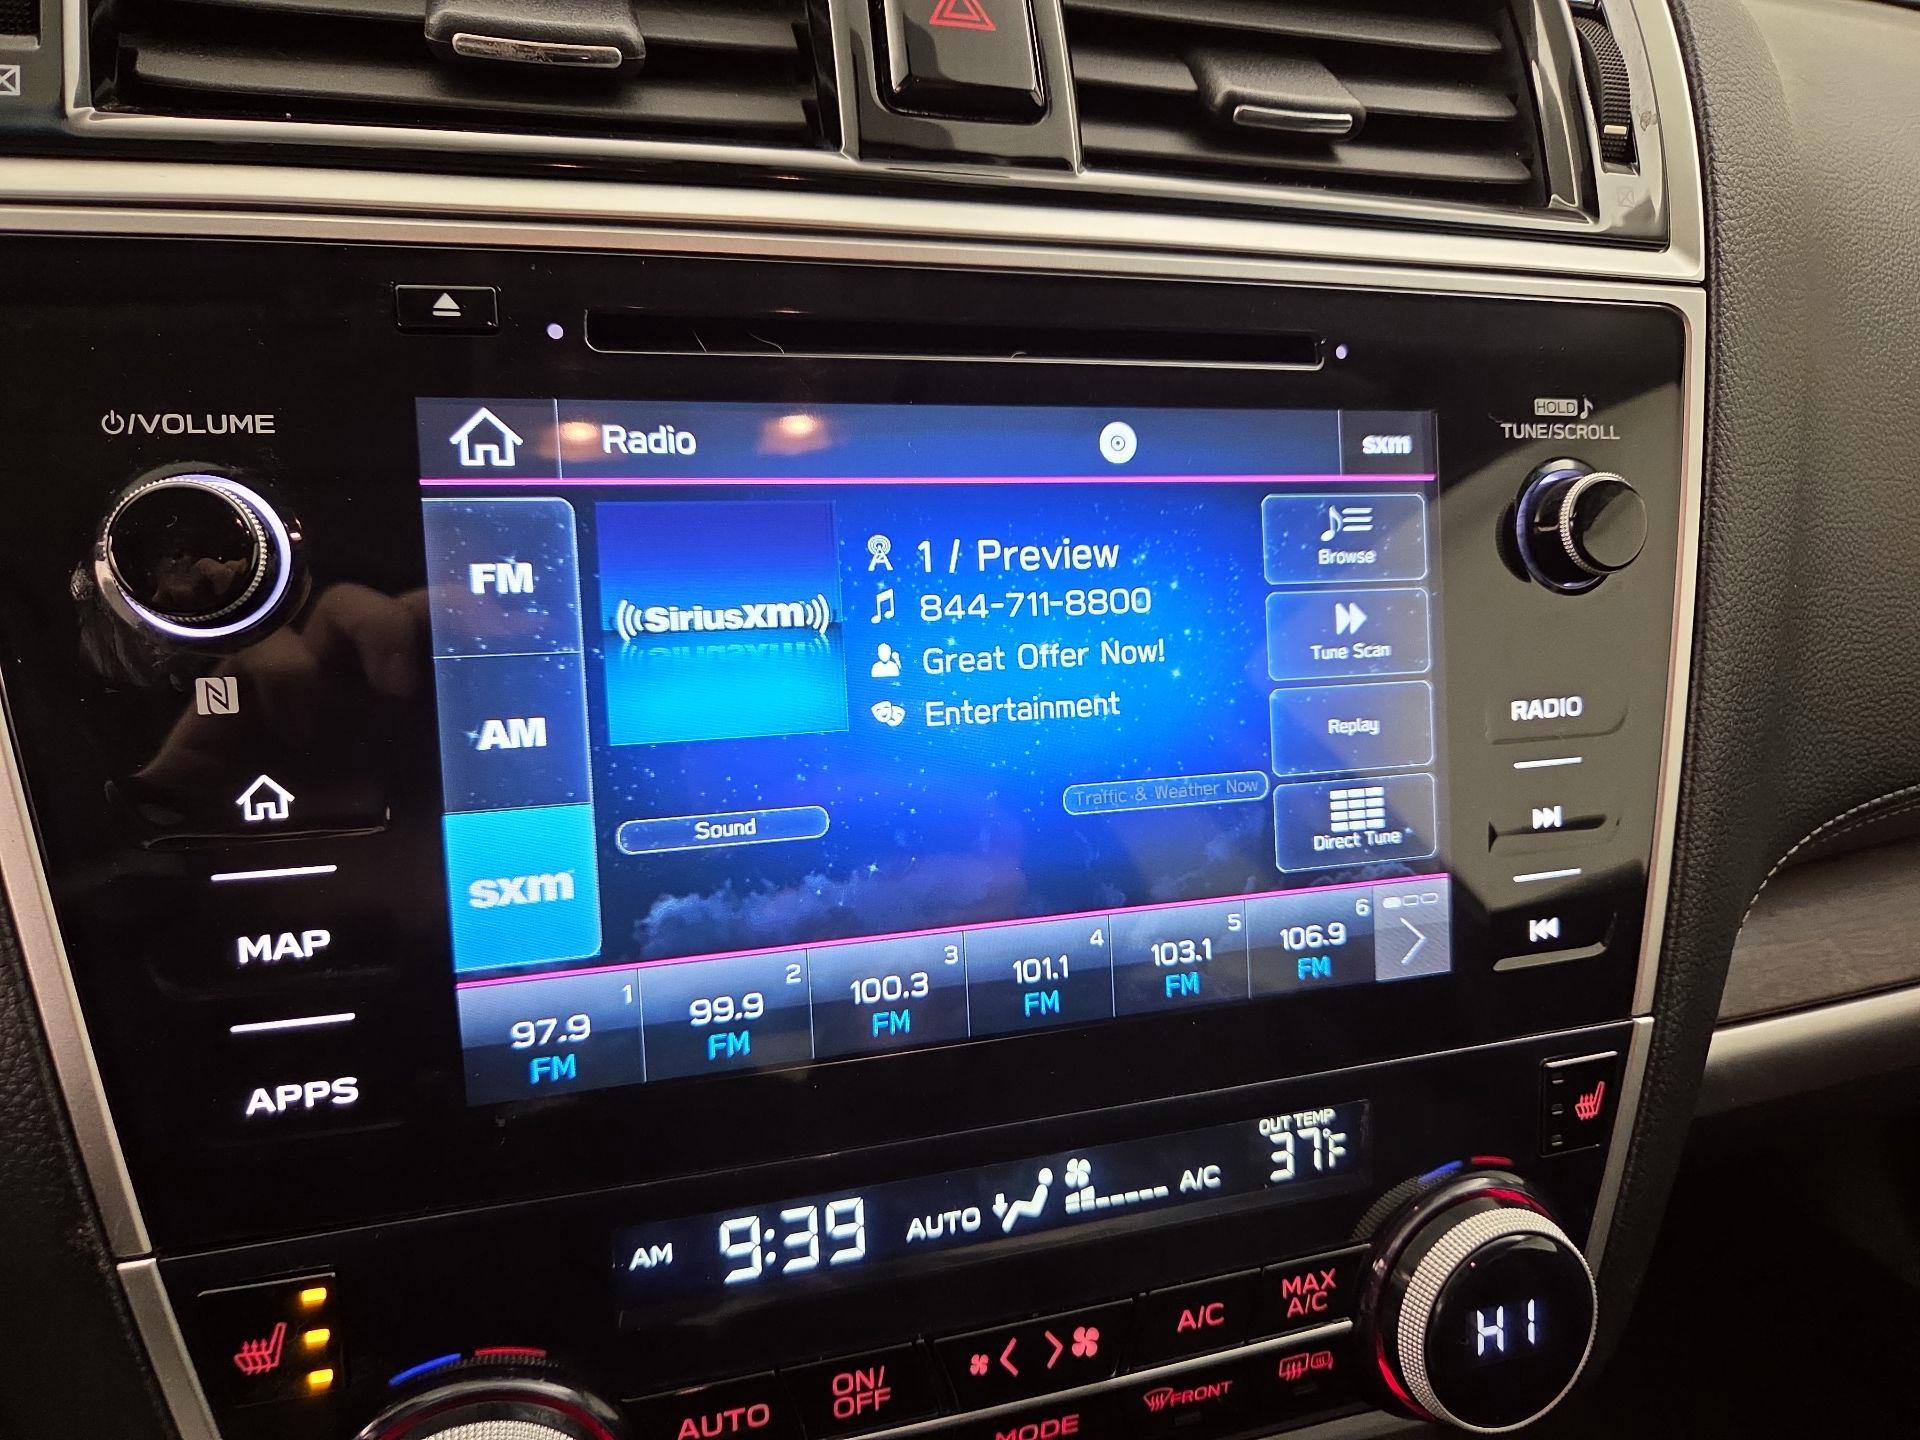 /VOLUME
HOLD
TUNE/SCROLL
Radio
sxm
FM
AM
sxm
((SiriusXM))
1 / Preview
844-711-8800
Great Offer Now!
Entertainment
Sound
Traffic & Weather Now
Browse
Tune Scan
Replay
Direct Tune
1
97.9
FM
2
99.9
FM
3
100.3
FM
4
101.1
FM
5
103.1
FM
6
106.9
FM
MAP
APPS
RADIO
AM 9:39
AUTO
A/C
OUT TEMP
37°F
AUTO
ON/
OFF
A/C
MAX
A/C
MODE
FRONT
HI